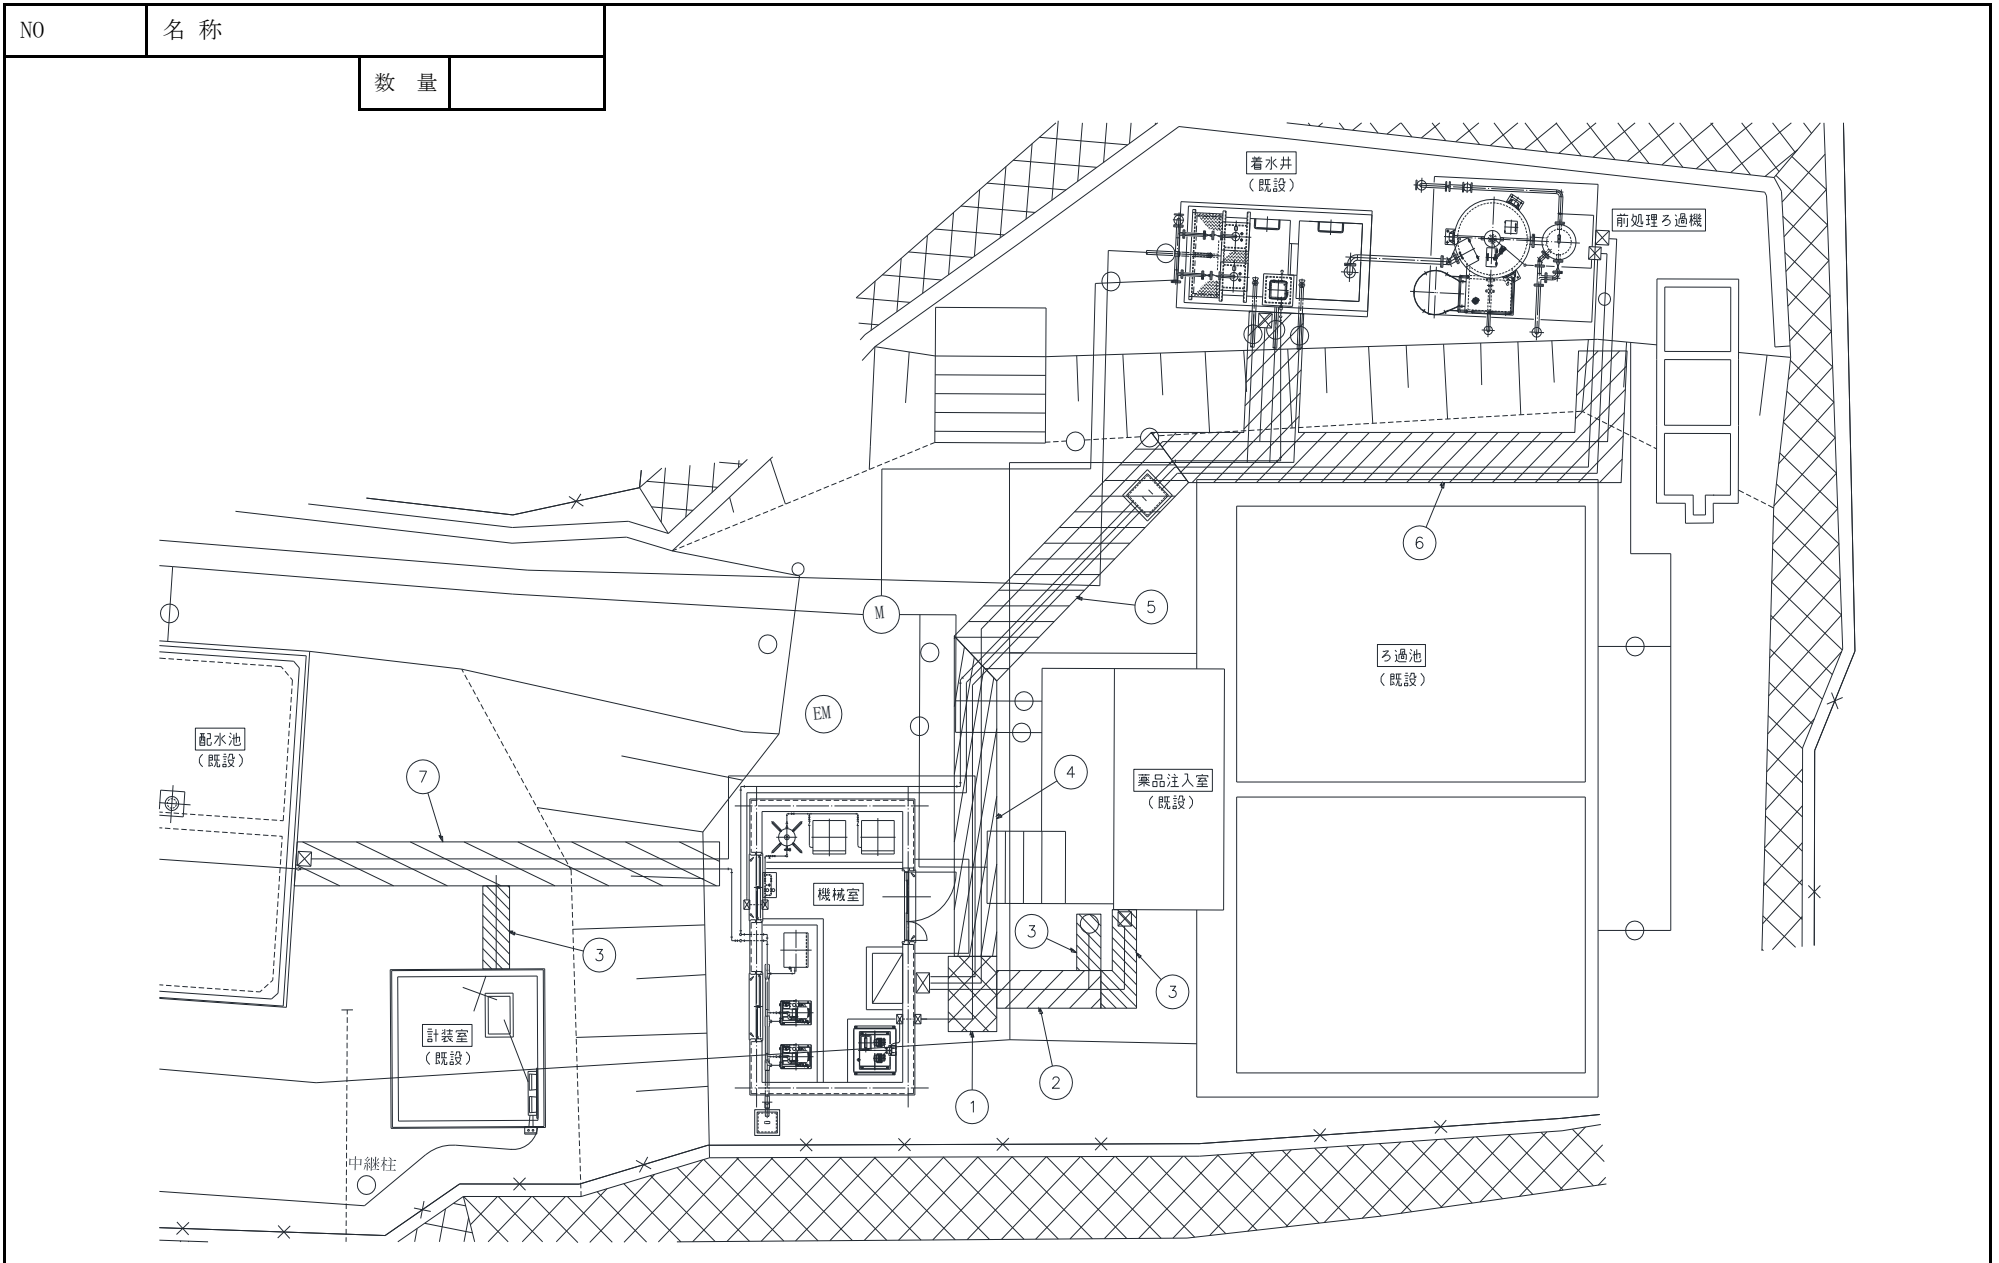 NO 名 称
数 量
着水井
（既設）
前処理ろ過機
6
5
M
ろ過池
（既設）
EM
配水池
（既設）
7
4
薬品注入室
（既設）
機械室
3
3
3
計装室
（既設）
2
1
中継柱